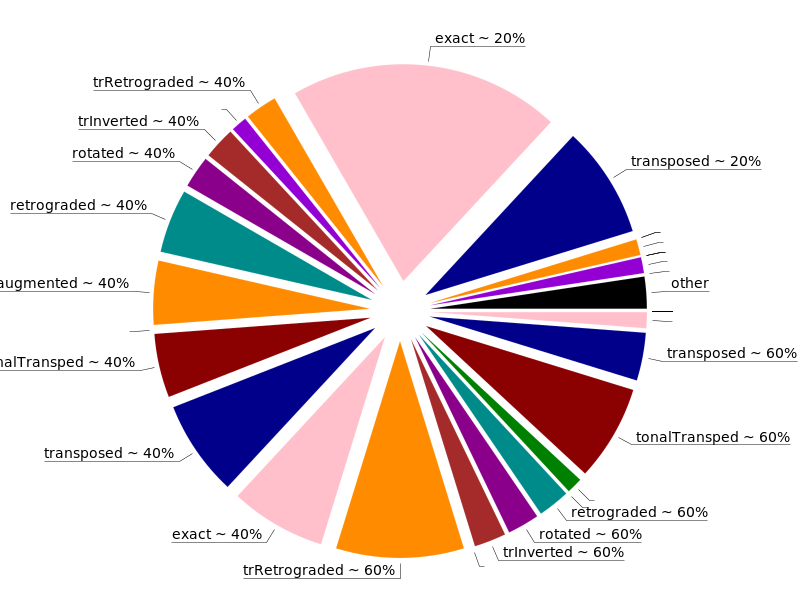 exact ~ 20%
trRetrograded ~ 40%
trInverted ~ 40%
rotated ~ 40%
transposed ~ 20%
retrograded ~ 40%
augmented ~ 40%
other
transposed ~ 60%
nalTransped ~ 40%
tonalTransped ~ 60%
transposed ~ 40%
retrograded ~ 60%
exact ~ 40%
rotated ~ 60%
trInverted ~ 60%
trRetrograded ~ 60%